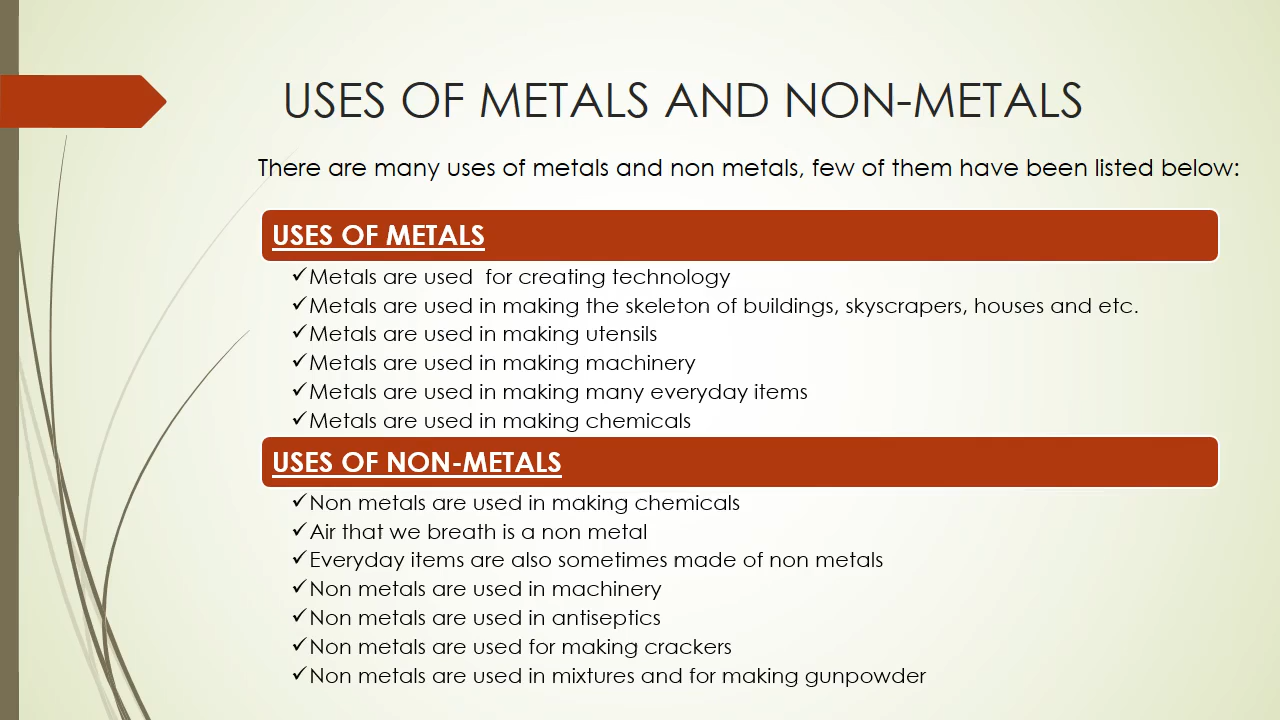 USES OF METALS AND NON-METALS
There are many uses of metals and non metals, few of them have been listed below:
USES OF METALS
✓Metals are used  for creating technology
✓Metals are used in making the skeleton of buildings, skyscrapers, houses and etc.
✓Metals are used in making utensils
✓Metals are used in making machinery
✓Metals are used in making many everyday items
✓Metals are used in making chemicals
USES OF NON-METALS
✓Non metals are used in making chemicals
✓Air that we breath is a non metal
✓Everyday items are also sometimes made of non metals
✓Non metals are used in machinery
✓Non metals are used in antiseptics
✓Non metals are used for making crackers
✓Non metals are used in mixtures and for making gunpowder